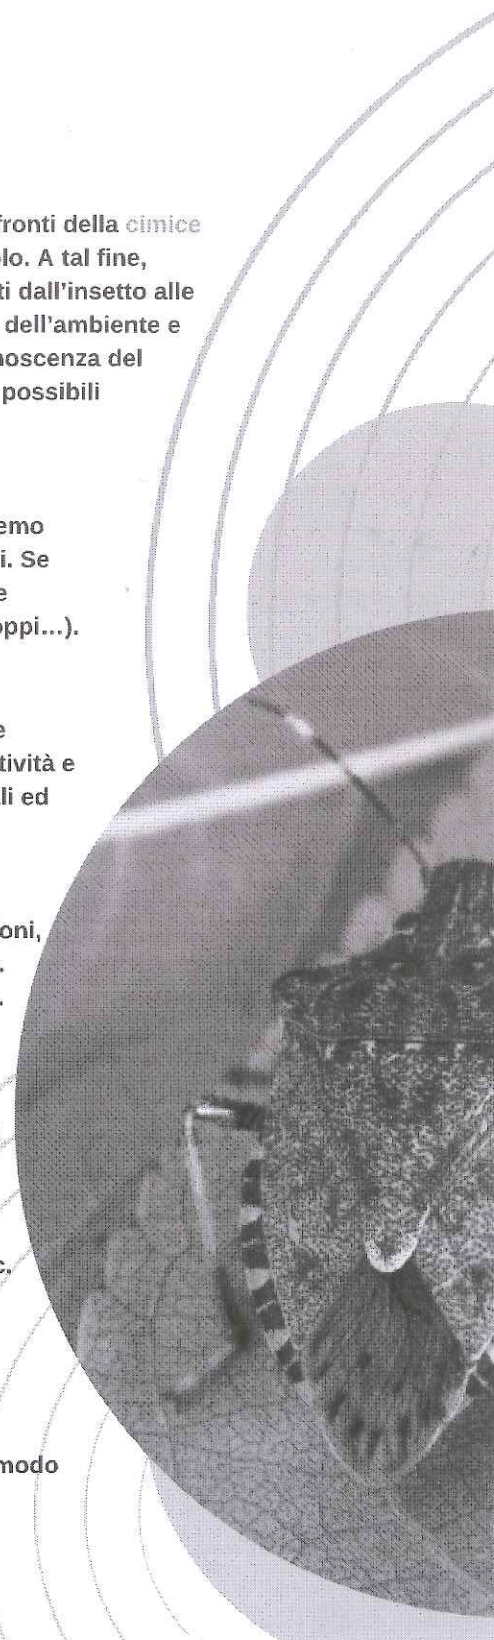 fronti della cimice
lo. A tal fine,
ti dall'insetto alle
dell'ambiente e
noscenza del
possibili
emo
i. Se
e
oppi...).
e
tività e
li ed
oni,
.
.
c,
modo